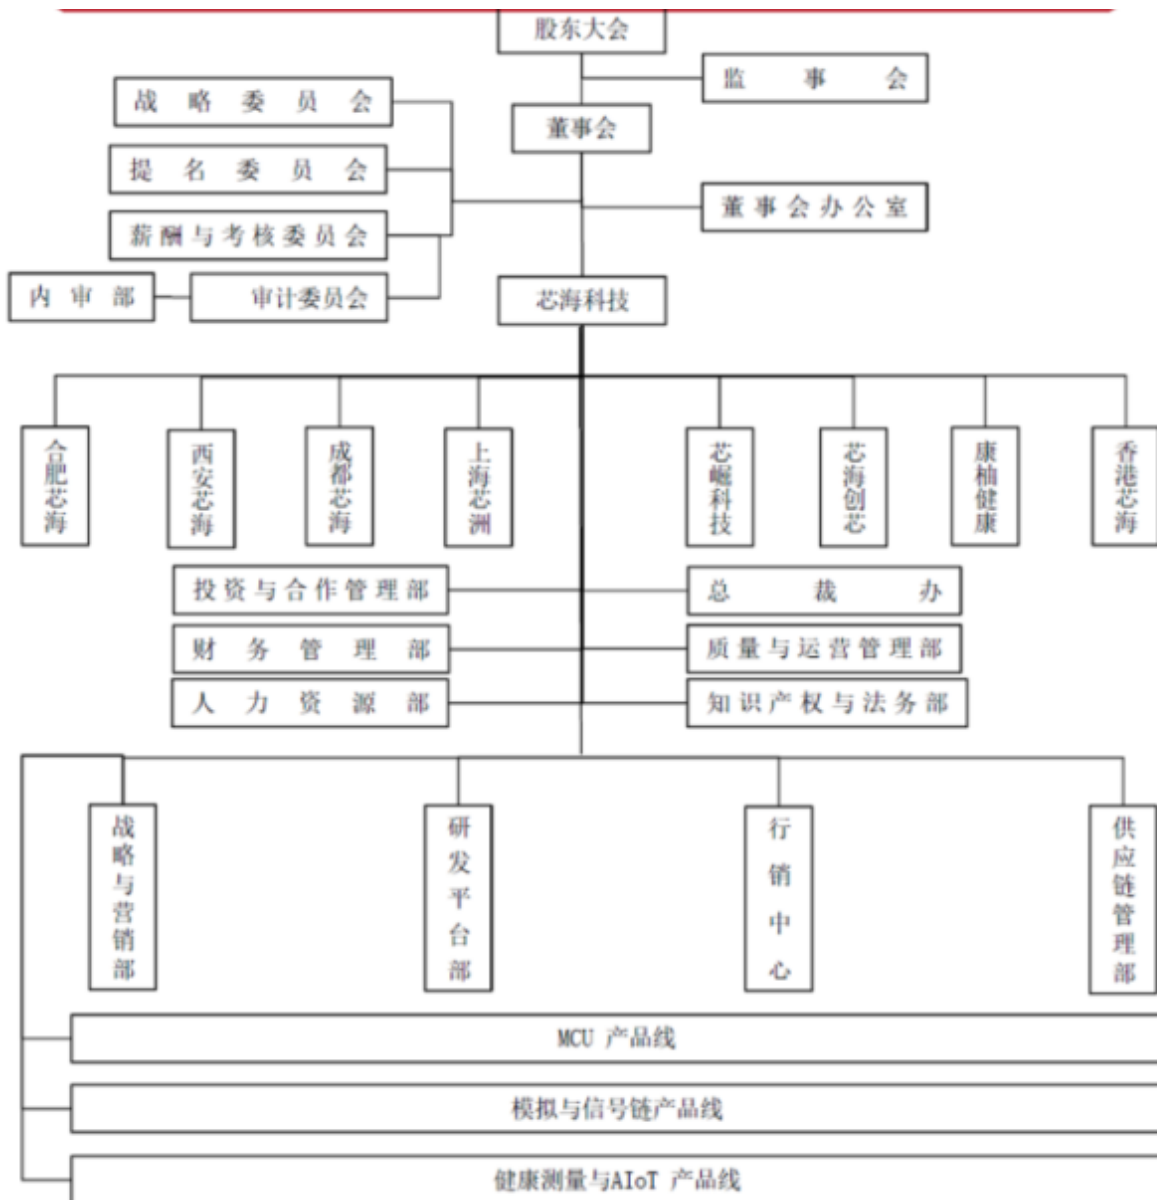 股东大会
监事会
战略委员会
董事会
提名委员会
董事会办公室
薪酬与考核委员会
内审部
审计委员会
芯海科技
合肥芯海
西安芯海
成都芯海
上海芯洲
芯崛科技
芯海创芯
康柚健康
香港芯海
投资与合作管理部
总裁办
财务管理部
质量与运营管理部
人力资源部
知识产权与法务部
战略与营销部
研发平台部
行销中心
供应链管理部
MCU 产品线
模拟与信号链产品线
健康测量与AIoT 产品线